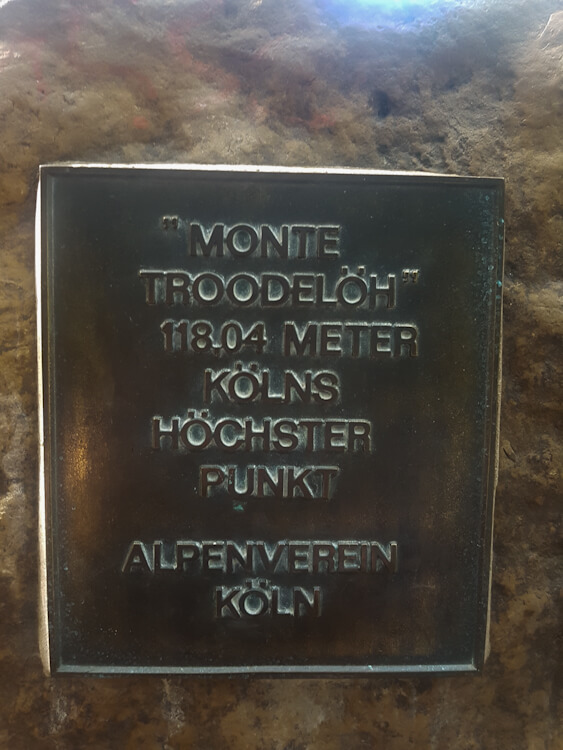 "MONTE
TROODELÖH"
118,04 METER
KÖLNS
HÖCHSTER
PUNKT
ALPENVEREIN
KÖLN